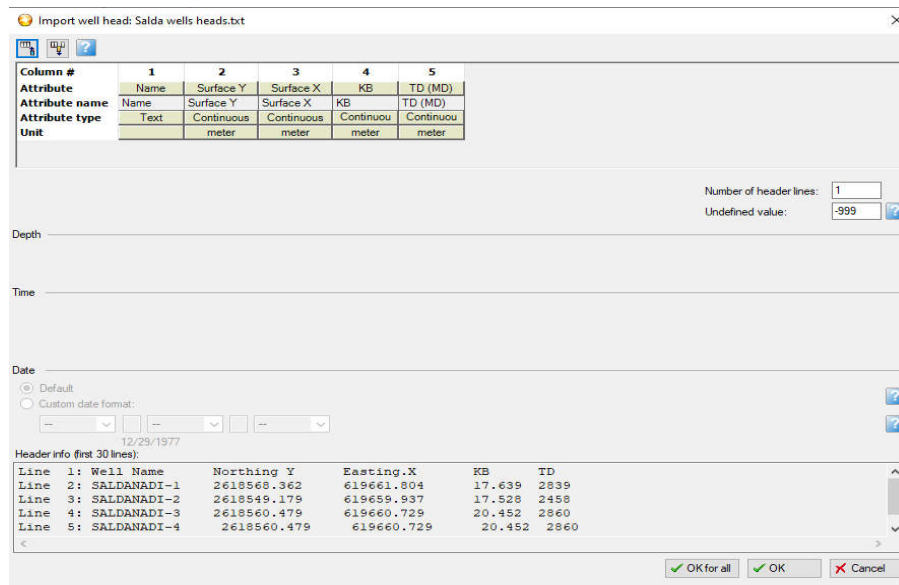 Import well head: Salda wells heads.txt
Column # 1 2 3 4 5
Attribute Name Surface Y Surface X KB TD (MD)
Attribute name Name Surface Y Surface X KB TD (MD)
Attribute type Text Continuous Continuous Continuou Continuou
Unit meter meter meter meter
Number of header lines: 1
Undefined value: -999
Depth
Time
Date
Default
Custom date format:
-- -- --
12/29/1977
Header info (first 30 lines):
Line 1: Well Name Northing Y Easting.X KB TD
Line 2: SALDANADI-1 2618568.362 619661.804 17.639 2839
Line 3: SALDANADI-2 2618549.179 619659.937 17.528 2458
Line 4: SALDANADI-3 2618560.479 619660.729 20.452 2860
Line 5: SALDANADI-4 2618560.479 619660.729 20.452 2860
OK for all OK Cancel